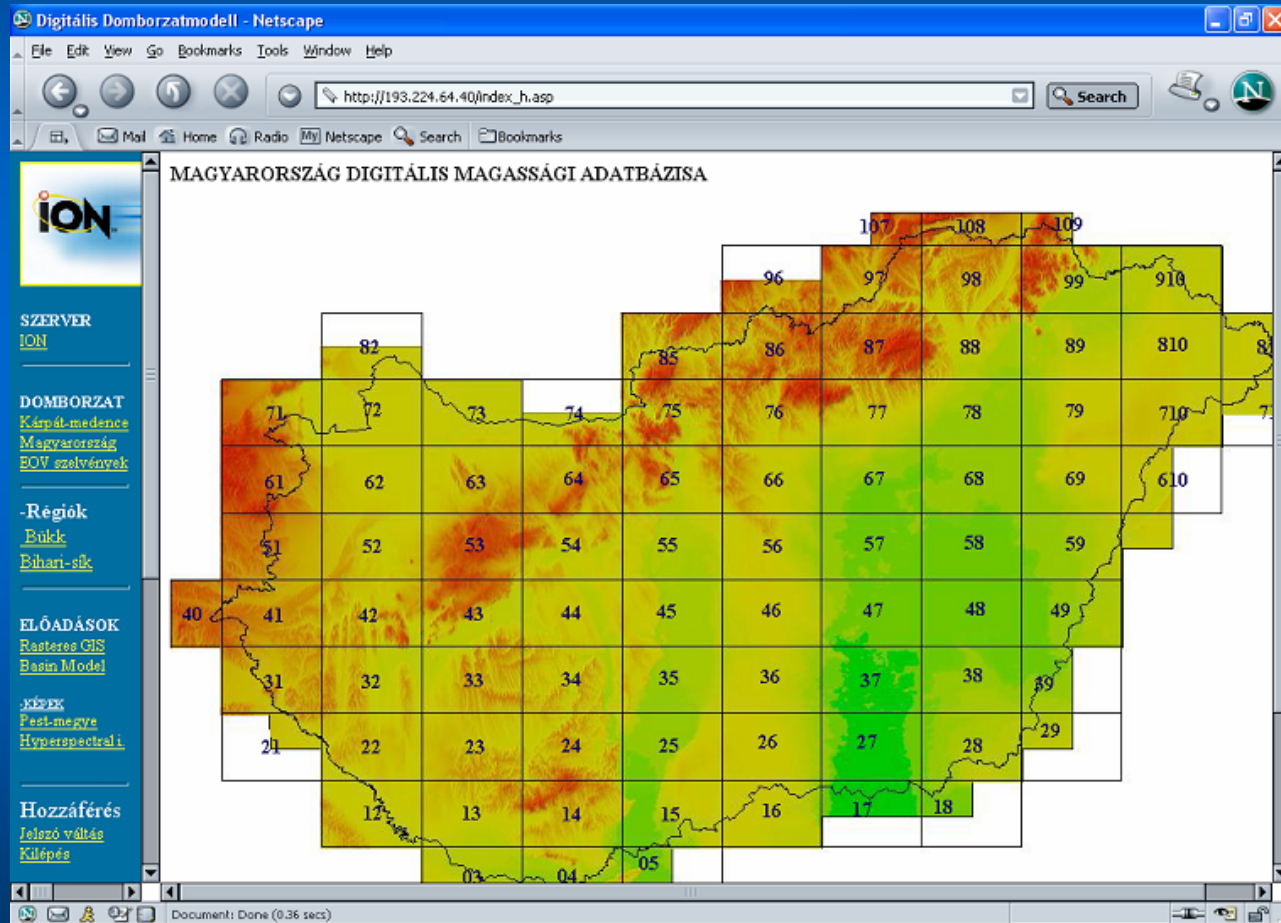 Digitális Domborzatmodell - Netscape
File Edit View Go Bookmarks Tools Window Help
http://193.224.64.40/index_h.asp
Search
N
Mail Home Radio My Netscape Search Bookmarks
ION
SZERVER
ION
DOMBORZAT
Kárpát-medence
Magyarország
EOV szelvények
-Régiók
Bükk
Bihari-sík
ELŐADÁSOK
Rasteres GIS
Basin Model
-KÉPEK
Pest-megye
Hyperspectral i.
Hozzáférés
Jelszó váltás
Kilépés
MAGYARORSZÁG DIGITÁLIS MAGASSÁGI ADATBÁZISA
107 108 109
96 97 98 99 910
82 85 86 87 88 89 810
71 72 73 74 75 76 77 78 79 710
61 62 63 64 65 66 67 68 69 610
51 52 53 54 55 56 57 58 59
40 41 42 43 44 45 46 47 48 49
31 32 33 34 35 36 37 38 39
21 22 23 24 25 26 27 28 29
12 13 14 15 16 17 18
03 04 05
Document: Done (0.36 secs)